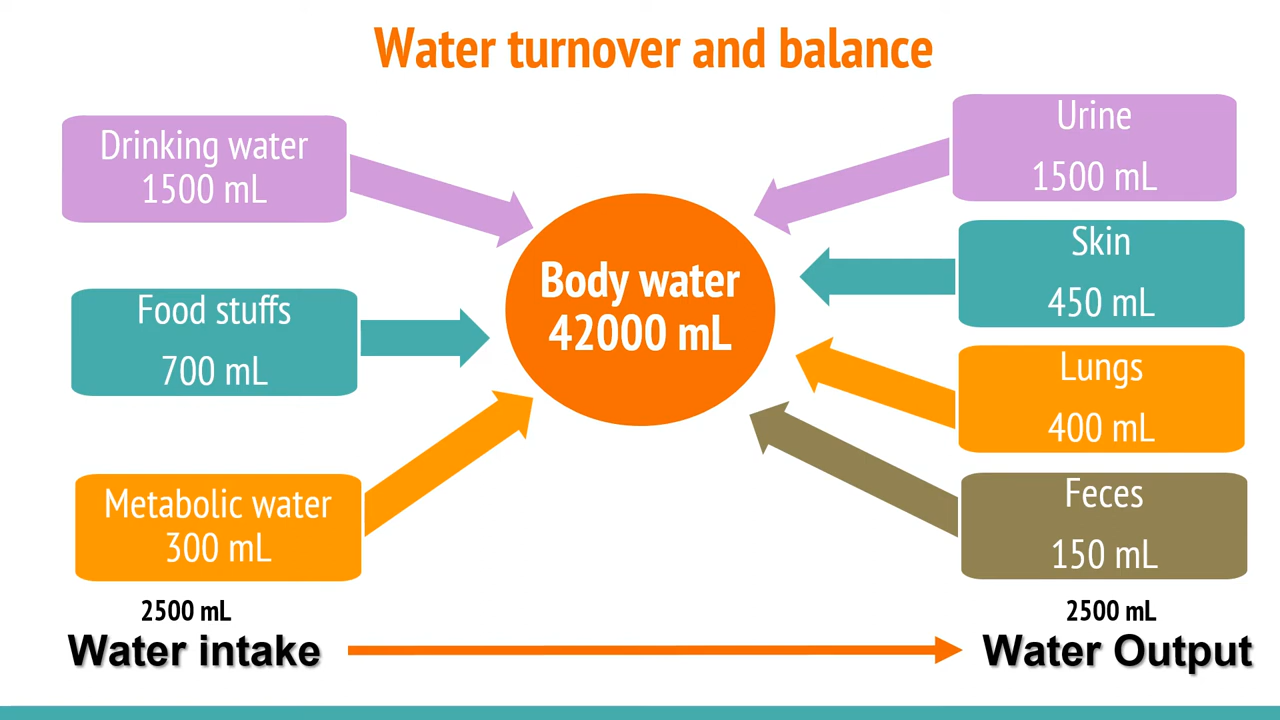 Water turnover and balance
Drinking water
1500 mL
Food stuffs
700 mL
Metabolic water
300 mL
2500 mL
Water intake
Body water
42000 mL
Urine
1500 mL
Skin
450 mL
Lungs
400 mL
Feces
150 mL
2500 mL
Water Output